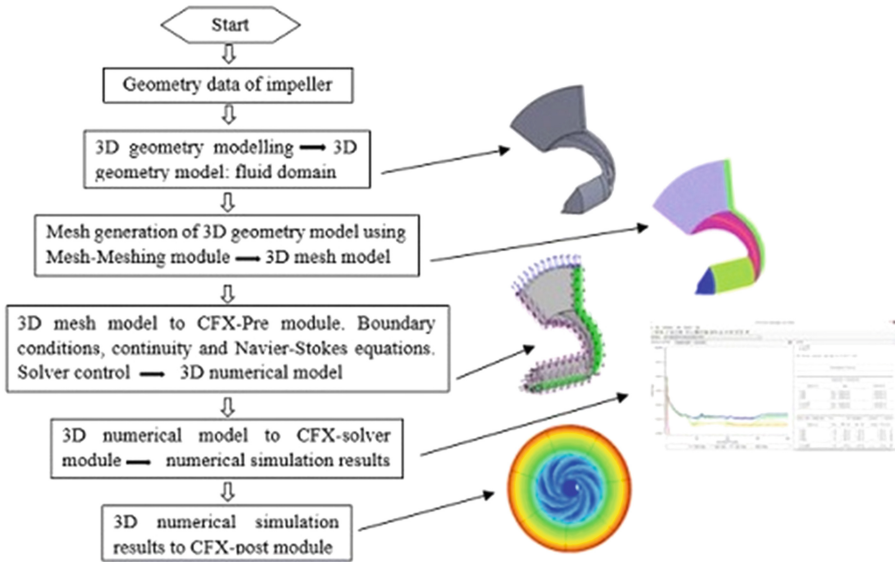 Start
Geometry data of impeller
3D geometry modelling → 3D
geometry model: fluid domain
Mesh generation of 3D geometry model using
Mesh-Meshing module → 3D mesh model
3D mesh model to CFX-Pre module. Boundary
conditions, continuity and Navier-Stokes equations.
Solver control → 3D numerical model
3D numerical model to CFX-solver
module → numerical simulation results
3D numerical simulation
results to CFX-post module